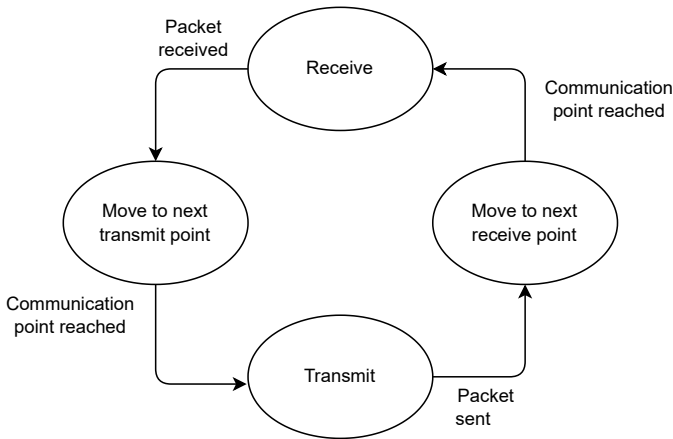 Packet
received
Receive
Communication
point reached
Move to next
transmit point
Move to next
receive point
Communication
point reached
Transmit
Packet
sent